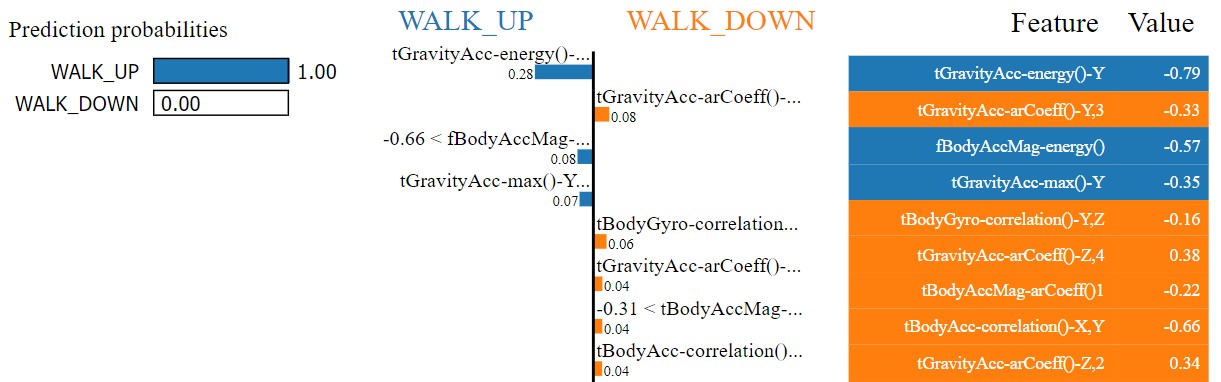 Prediction probabilities
WALK_UP 1.00
WALK_DOWN 0.00
WALK_UP WALK_DOWN
tGravityAcc-energy()-...
0.28
tGravityAcc-arCoeff()-...
0.08
-0.66 < fBodyAccMag-...
0.08
tGravityAcc-max()-Y...
0.07
tBodyGyro-correlation...
0.06
tGravityAcc-arCoeff()-...
0.04
-0.31 < tBodyAccMag-...
0.04
tBodyAcc-correlation()...
0.04
Feature Value
tGravityAcc-energy()-Y -0.79
tGravityAcc-arCoeff()-Y,3 -0.33
fBodyAccMag-energy() -0.57
tGravityAcc-max()-Y -0.35
tBodyGyro-correlation()-Y,Z -0.16
tGravityAcc-arCoeff()-Z,4 0.38
tBodyAccMag-arCoeff()1 -0.22
tBodyAcc-correlation()-X,Y -0.66
tGravityAcc-arCoeff()-Z,2 0.34